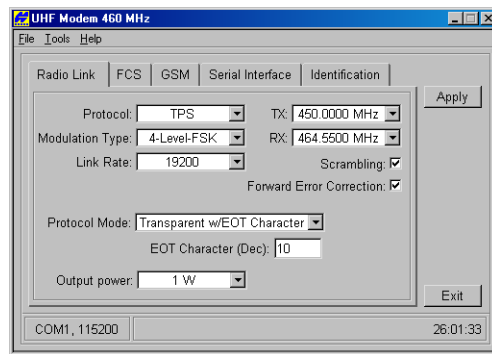 UHF Modem 460 MHz
File Tools Help
Radio Link FCS GSM Serial Interface Identification
Apply
Protocol: TPS TX: 450.0000 MHz
Modulation Type: 4-Level-FSK RX: 464.5500 MHz
Link Rate: 19200 Scrambling:
Forward Error Correction:
Protocol Mode: Transparent w/EOT Character
EOT Character (Dec): 10
Output power: 1 W
Exit
COM1, 115200 26:01:33